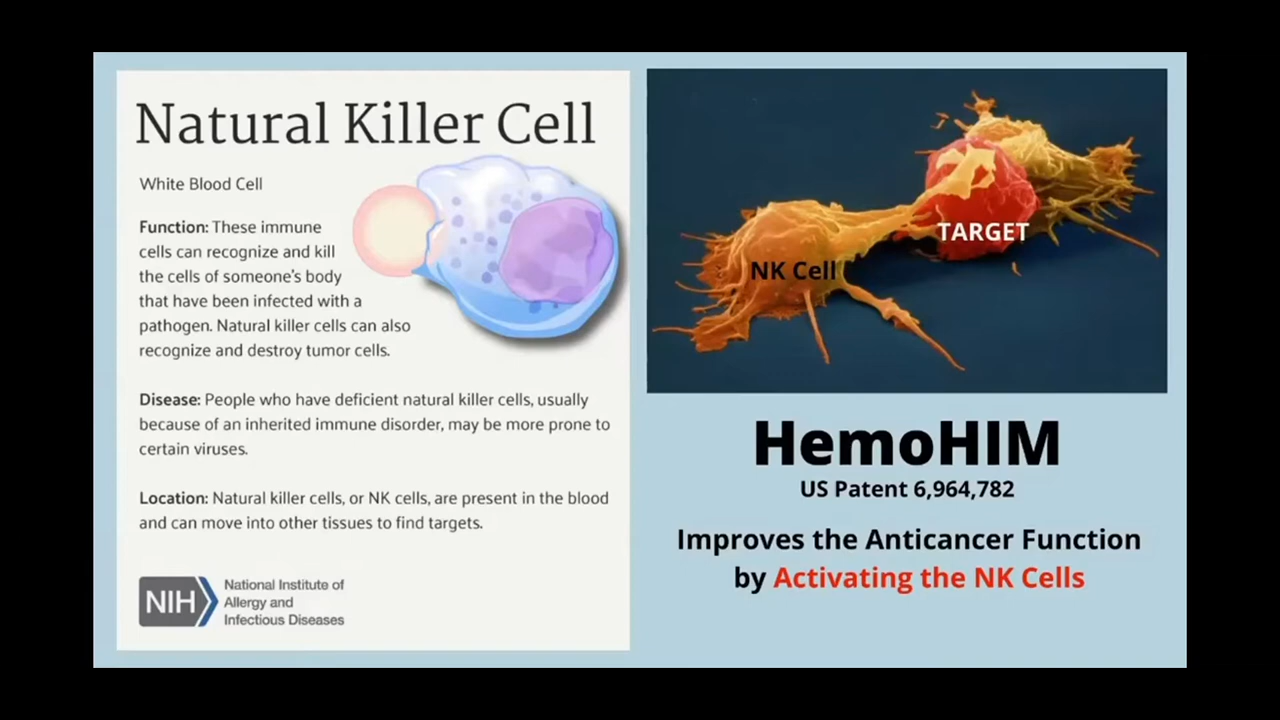 Natural Killer Cell
White Blood Cell
Function: These immune
cells can recognize and kill
the cells of someone's body
that have been infected with a
pathogen. Natural killer cells can also
recognize and destroy tumor cells.
Disease: People who have deficient natural killer cells, usually
because of an inherited immune disorder, may be more prone to
certain viruses.
Location: Natural killer cells, or NK cells, are present in the blood
and can move into other tissues to find targets.
NIH
National Institute of
Allergy and
Infectious Diseases
TARGET
NK Cell
HemoHIM
US Patent 6,964,782
Improves the Anticancer Function
by Activating the NK Cells